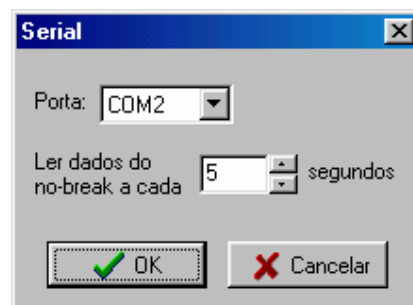 Serial
Porta: COM2
Ler dados do
no-break a cada 5 segundos
OK Cancelar